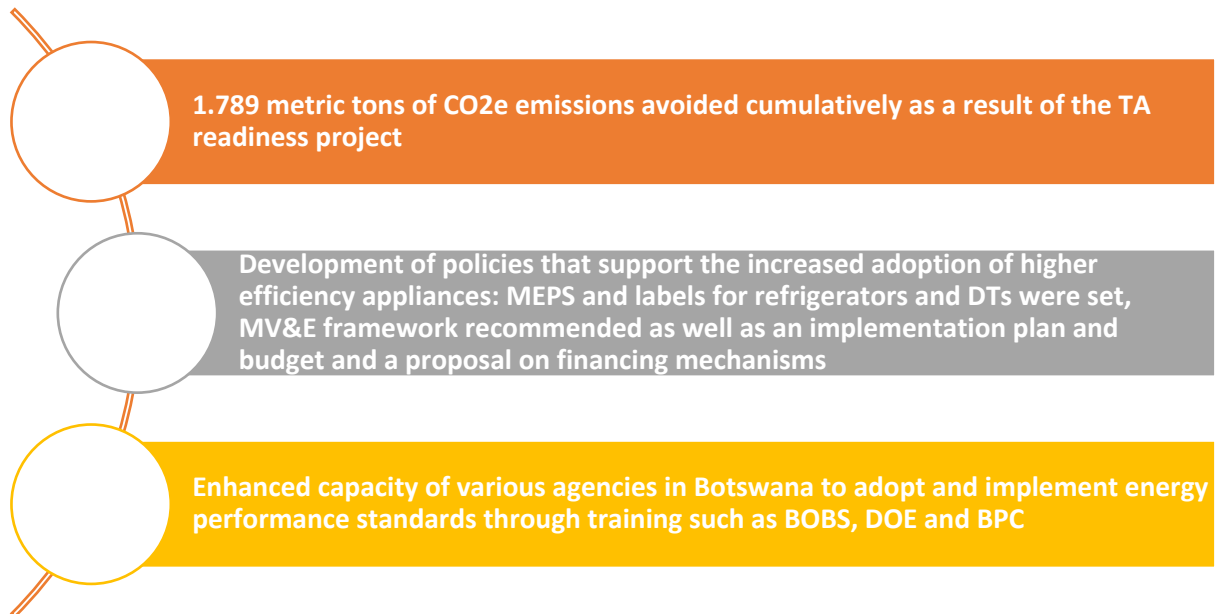 1.789 metric tons of CO2e emissions avoided cumulatively as a result of the TA
readiness project
Development of policies that support the increased adoption of higher
efficiency appliances: MEPS and labels for refrigerators and DTs were set,
MV&E framework recommended as well as an implementation plan and
budget and a proposal on financing mechanisms
Enhanced capacity of various agencies in Botswana to adopt and implement energy
performance standards through training such as BOBS, DOE and BPC